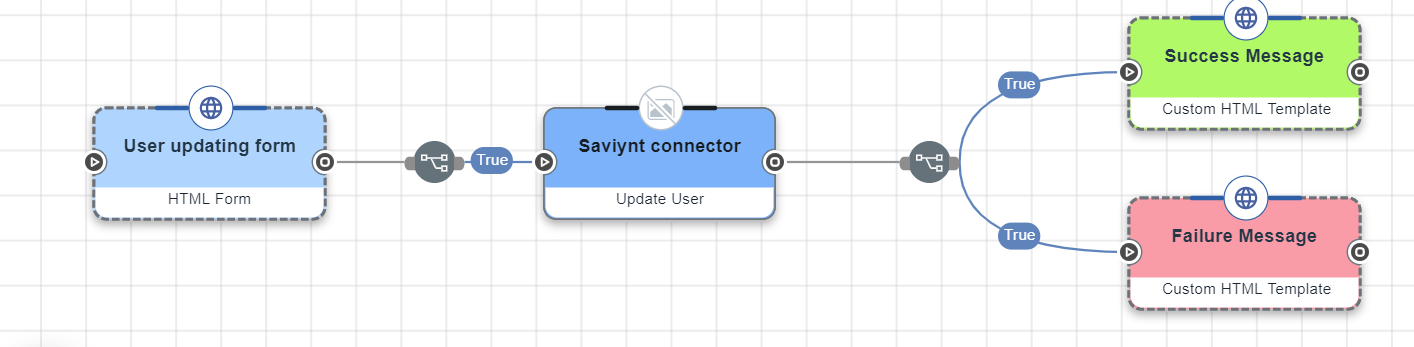 User updating form
HTML Form
True
Saviynt connector
Update User
True
Success Message
Custom HTML Template
True
Failure Message
Custom HTML Template